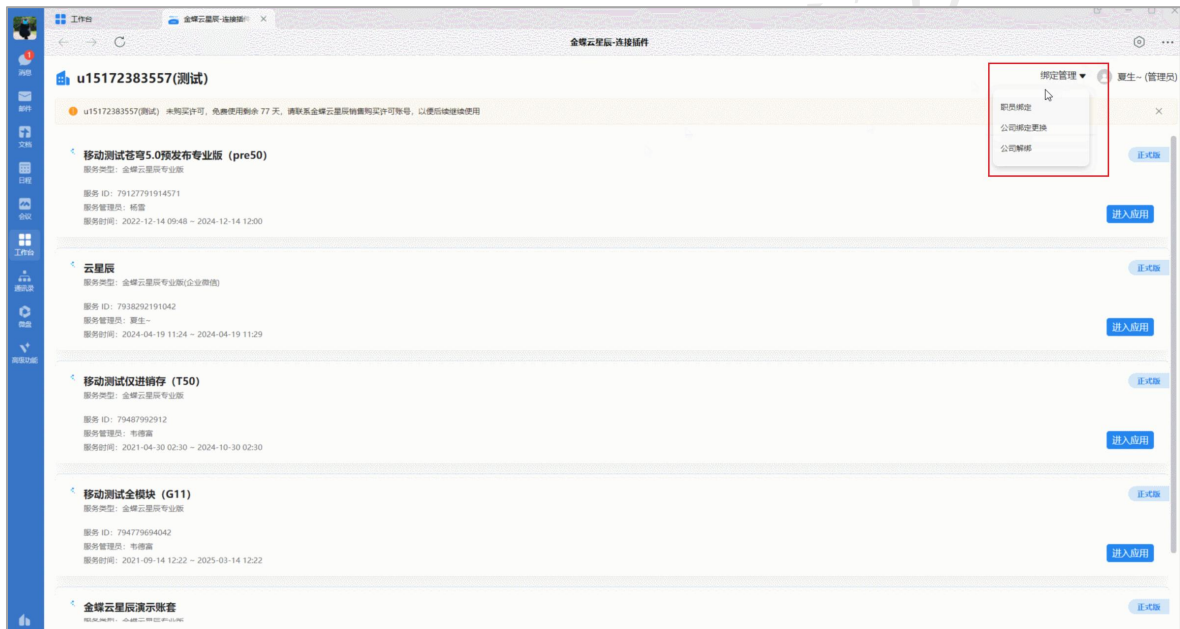 工作台
金蝶云星辰-连接插件
金蝶云星辰-连接插件
1
消息
邮件
文档
日程
会议
工作台
通讯录
微盘
高级功能
u15172383557(测试)
绑定管理
夏生~ (管理员)
职员绑定
公司绑定更换
公司解绑
u15172383557(测试) 未购买许可，免费使用剩余 77 天，请联系金蝶云星辰销售购买许可账号，以便后续继续使用
移动测试苍穹5.0预发布专业版（pre50）
正式版
服务类型：金蝶云星辰专业版
服务 ID：79127791914571
服务管理员：杨雪
服务时间：2022-12-14 09:48 ~ 2024-12-14 12:00
进入应用
云星辰
正式版
服务类型：金蝶云星辰专业版(企业微信)
服务 ID：7938292191042
服务管理员：夏生~
服务时间：2024-04-19 11:24 ~ 2024-04-19 11:29
进入应用
移动测试仅进销存（T50）
正式版
服务类型：金蝶云星辰专业版
服务 ID：79487992912
服务管理员：韦德富
服务时间：2021-04-30 02:30 ~ 2024-10-30 02:30
进入应用
移动测试全模块（G11）
正式版
服务类型：金蝶云星辰专业版
服务 ID：794779694042
服务管理员：韦德富
服务时间：2021-09-14 12:22 ~ 2025-03-14 12:22
进入应用
金蝶云星辰演示账套
正式版
服务类型：金蝶云星辰专业版